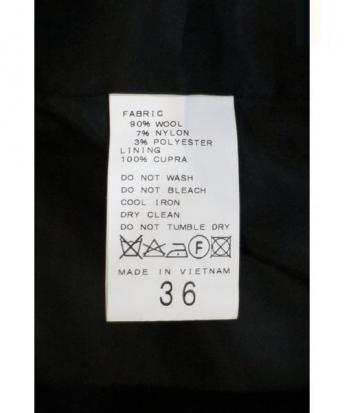 FABRIC
90% WOOL
7% NYLON
3% POLYESTER
LINING
100% CUPRA
DO NOT WASH
DO NOT BLEACH
COOL IRON
DRY CLEAN
DO NOT TUMBLE DRY
F
MADE IN VIETNAM
36